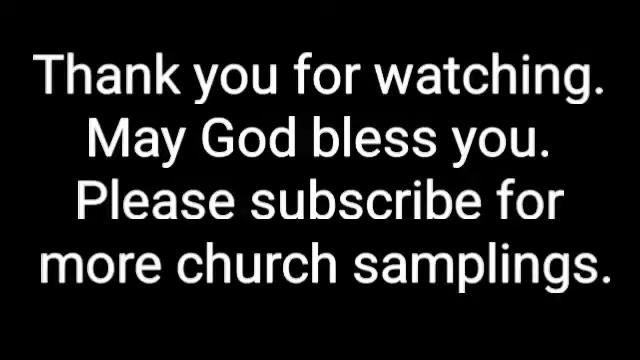 Thank you for watching.
May God bless you.
Please subscribe for
more church samplings.